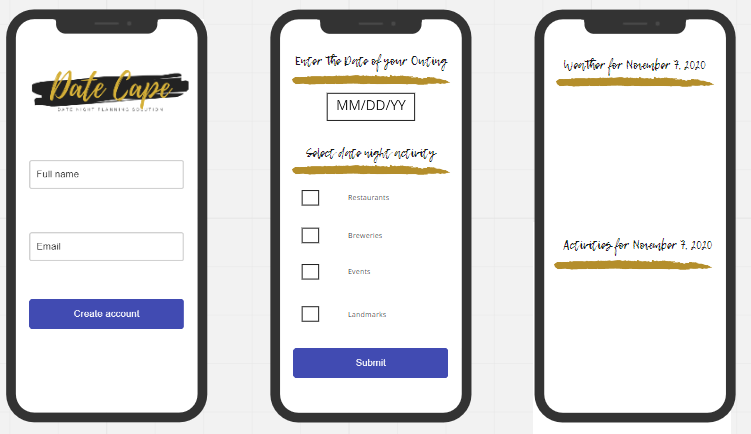 Date Cape
DATE NIGHT PLANNING SOLUTION
Full name
Email
Create account
Enter The Date of your Outing
MM/DD/YY
Select date night activity
Restaurants
Breweries
Events
Landmarks
Submit
Weather for November 7, 2020
Activities for November 7, 2020